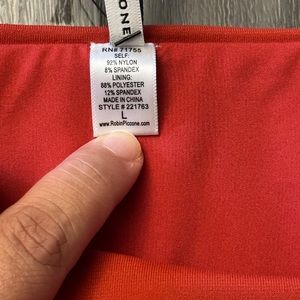 CONE
RN# 71755
SELF:
92% NYLON
8% SPANDEX
LINING:
88% POLYESTER
12% SPANDEX
MADE IN CHINA
STYLE # 221763
L
www.RobinPiccone.com